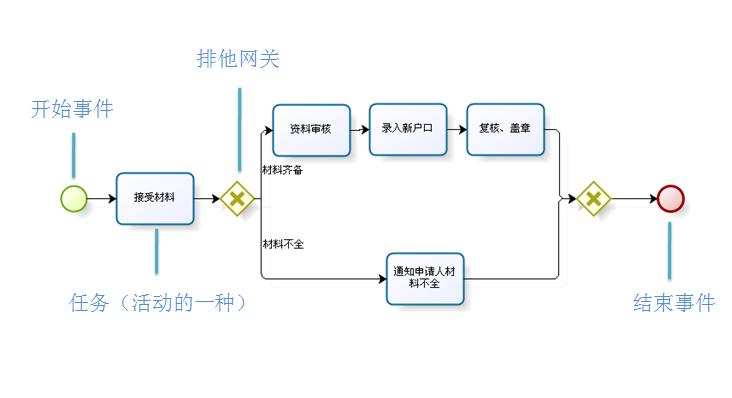 排他网关
开始事件
资料审核
录入新户口
复核、盖章
材料齐备
接受材料
材料不全
通知申请人材
料不全
任务（活动的一种）
结束事件